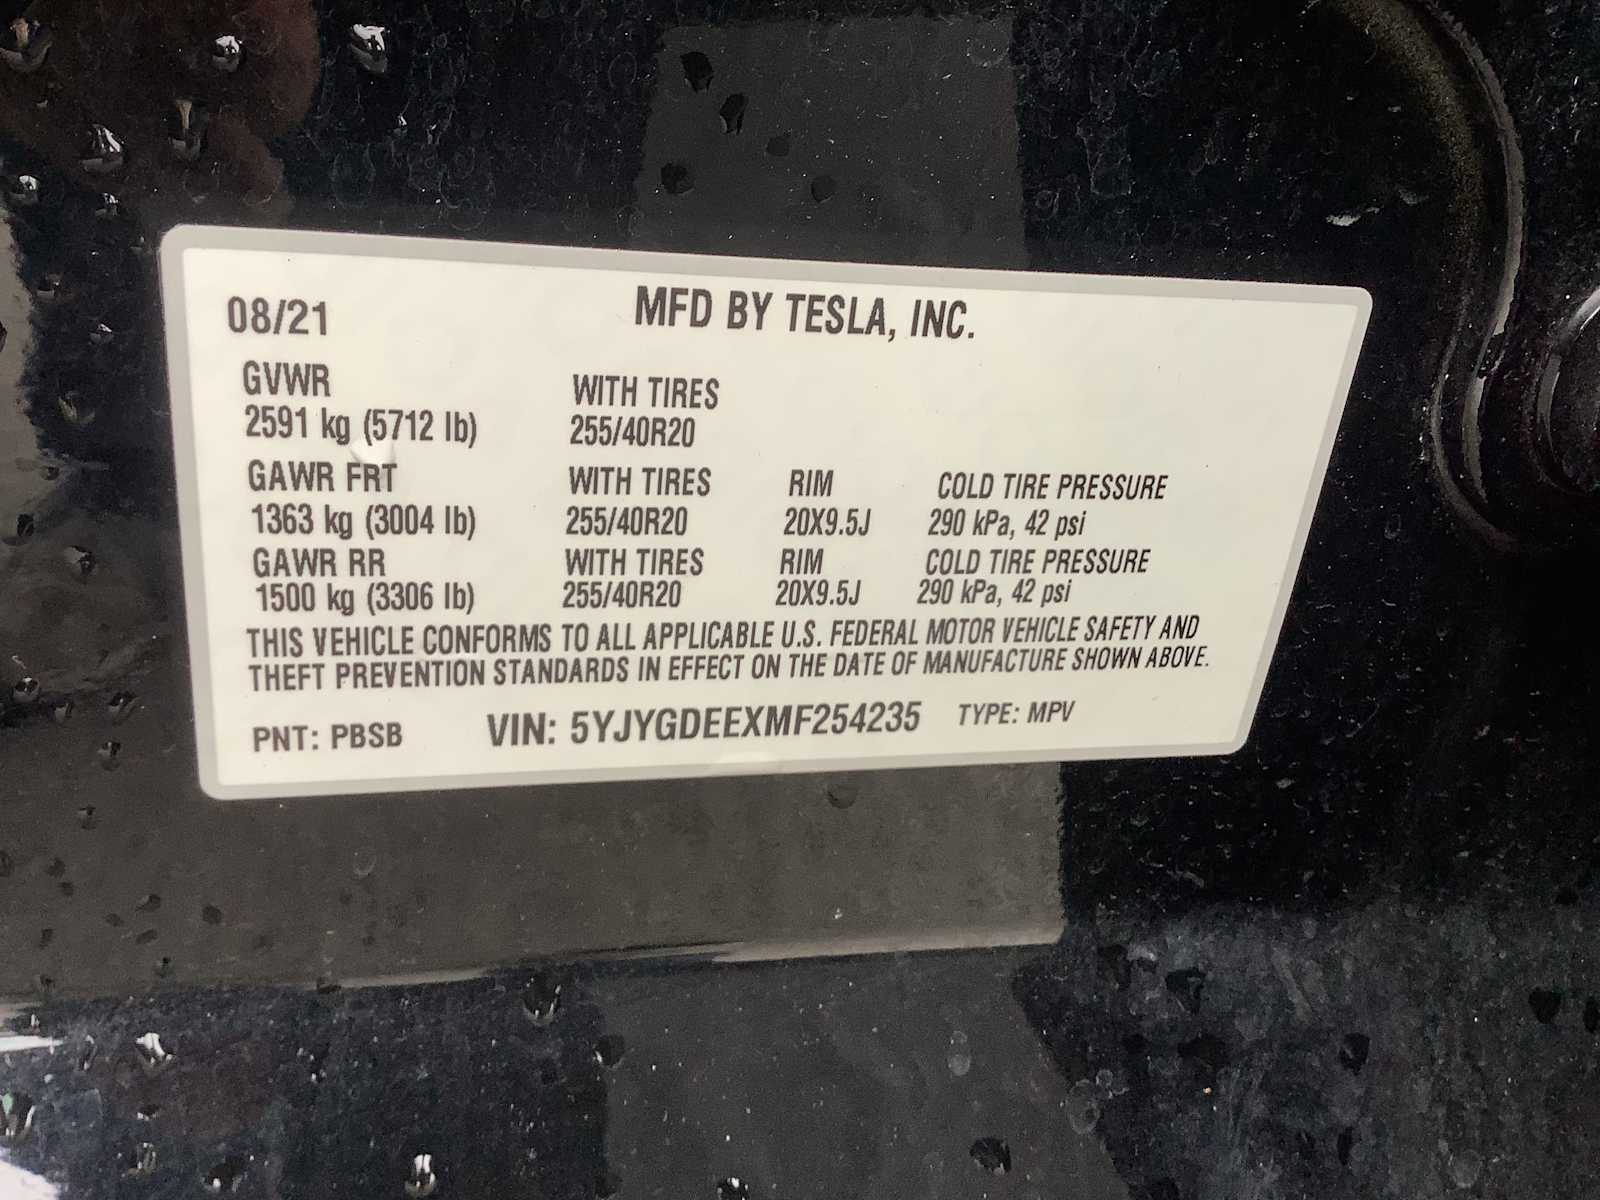 08/21 MFD BY TESLA, INC.
GVWR WITH TIRES
2591 kg (5712 lb) 255/40R20
GAWR FRT WITH TIRES RIM COLD TIRE PRESSURE
1363 kg (3004 lb) 255/40R20 20X9.5J 290 kPa, 42 psi
GAWR RR WITH TIRES RIM COLD TIRE PRESSURE
1500 kg (3306 lb) 255/40R20 20X9.5J 290 kPa, 42 psi
THIS VEHICLE CONFORMS TO ALL APPLICABLE U.S. FEDERAL MOTOR VEHICLE SAFETY AND
THEFT PREVENTION STANDARDS IN EFFECT ON THE DATE OF MANUFACTURE SHOWN ABOVE.
PNT: PBSB VIN: 5YJYGDEEXMF254235 TYPE: MPV